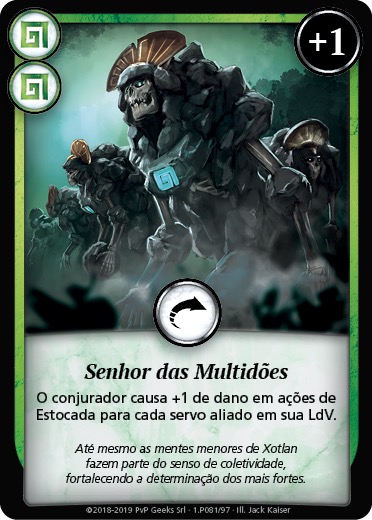 +1
Senhor das Multidões
O conjurador causa +1 de dano em ações de
Estocada para cada servo aliado em sua LdV.
Até mesmo as mentes menores de Xotlan
fazem parte do senso de coletividade,
fortalecendo a determinação dos mais fortes.
©2018-2019 PvP Geeks Srl · 1.P081/97 · Ill. Jack Kaiser